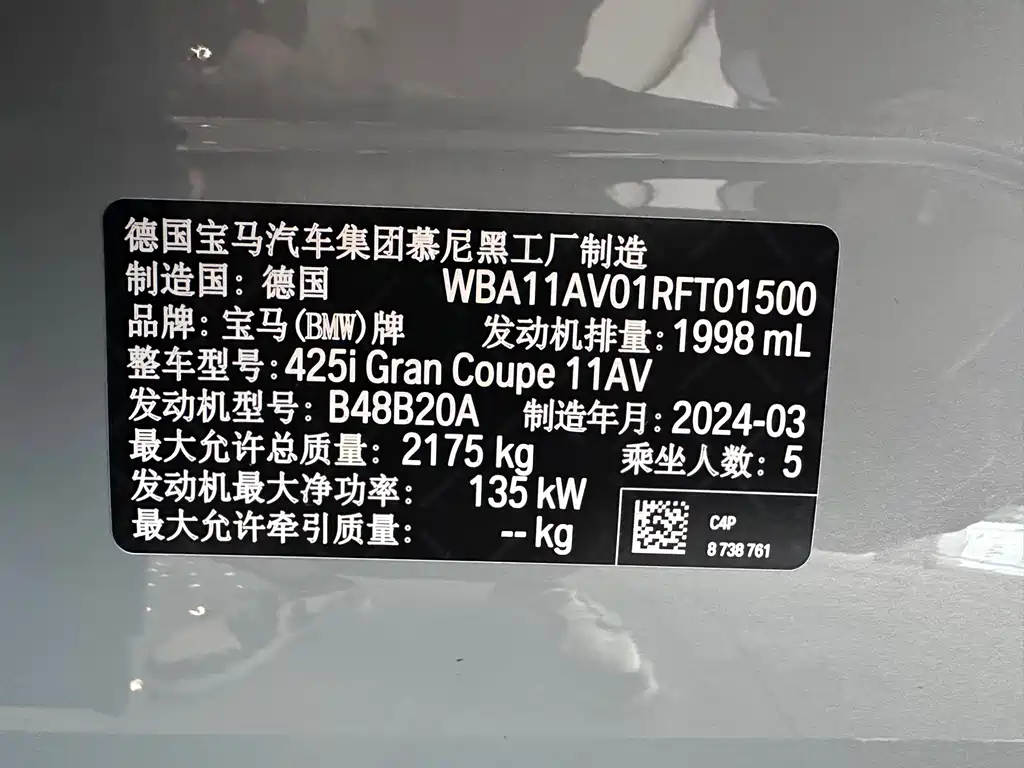 德国宝马汽车集团慕尼黑工厂制造
制造国：德国 WBA11AV01RFT01500
品牌：宝马(BMW)牌 发动机排量：1998 mL
整车型号：425i Gran Coupe 11AV
发动机型号：B48B20A 制造年月：2024-03
最大允许总质量：2175 kg 乘坐人数：5
发动机最大净功率：135 kW
最大允许牵引质量：-- kg
C4P
8 738 761